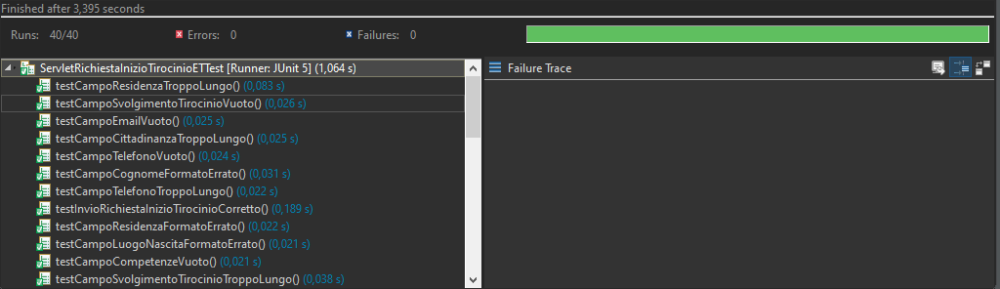 Finished after 3,395 seconds
Runs: 40/40 Errors: 0 Failures: 0
ServletRichiestaInizioTirocinioETTest [Runner: JUnit 5] (1,064 s)
Failure Trace
testCampoResidenzaTroppoLungo() (0,083 s)
testCampoSvolgimentoTirocinioVuoto() (0,026 s)
testCampoEmailVuoto() (0,025 s)
testCampoCittadinanzaTroppoLungo() (0,025 s)
testCampoTelefonoVuoto() (0,024 s)
testCampoCognomeFormatoErrato() (0,031 s)
testCampoTelefonoTroppoLungo() (0,022 s)
testInvioRichiestaInizioTirocinioCorretto() (0,189 s)
testCampoResidenzaFormatoErrato() (0,022 s)
testCampoLuogoNascitaFormatoErrato() (0,021 s)
testCampoCompetenzeVuoto() (0,021 s)
testCampoSvolgimentoTirocinioTroppoLungo() (0,038 s)